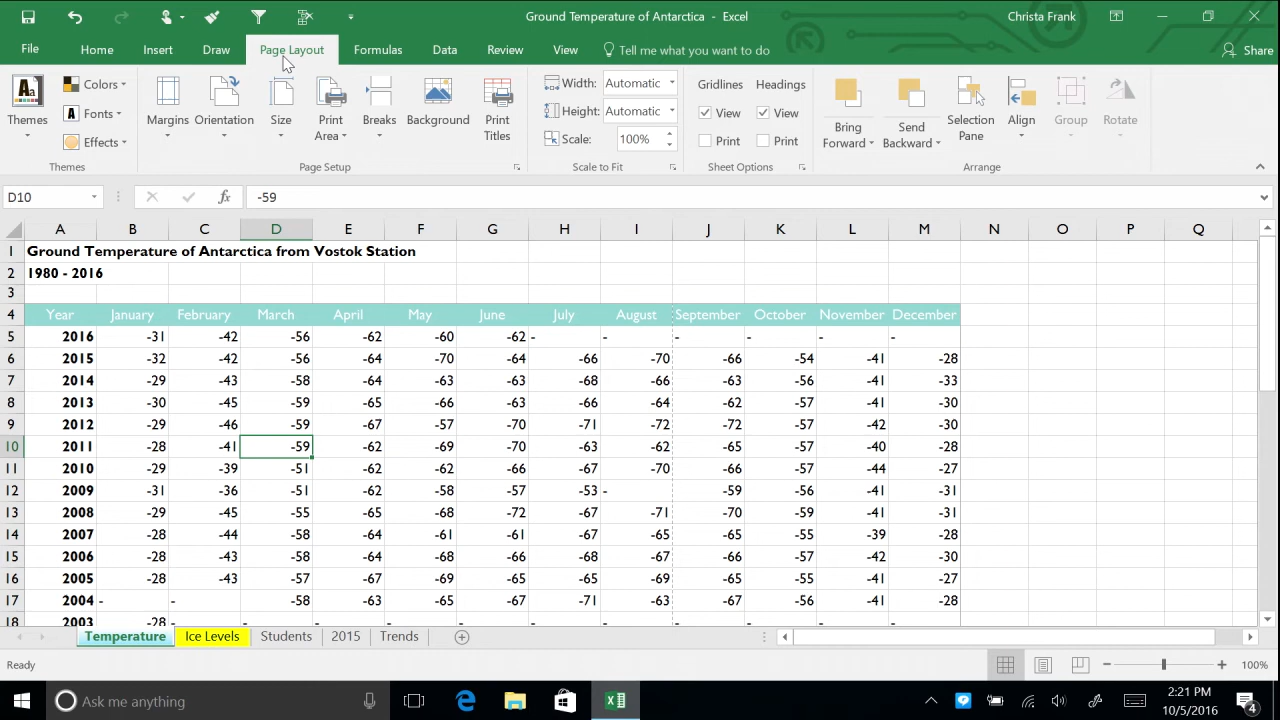 Ground Temperature of Antarctica - Excel
Christa Frank
File Home Insert Draw Page Layout Formulas Data Review View Tell me what you want to do Share
Themes
Colors
Fonts
Effects
Themes
Margins Orientation Size Print Area Breaks Background Print Titles
Page Setup
Width: Automatic
Height: Automatic
Scale: 100%
Scale to Fit
Gridlines Headings
View View
Print Print
Sheet Options
Bring Forward Send Backward Selection Pane Align Group Rotate
Arrange
D10 fx -59
A B C D E F G H I J K L M N O P Q
1 Ground Temperature of Antarctica from Vostok Station
2 1980 - 2016
3
4 Year January February March April May June July August September October November December
5 2016 -31 -42 -56 -62 -60 -62 - - - - - -
6 2015 -32 -42 -56 -64 -70 -64 -66 -70 -66 -54 -41 -28
7 2014 -29 -43 -58 -64 -63 -63 -68 -66 -63 -56 -41 -33
8 2013 -30 -45 -59 -65 -66 -63 -66 -64 -62 -57 -41 -30
9 2012 -28 -46 -59 -67 -57 -70 -71 -72 -72 -57 -42 -30
10 2011 -28 -41 -59 -62 -69 -70 -63 -62 -65 -57 -40 -28
11 2010 -29 -39 -51 -62 -62 -66 -67 -70 -66 -57 -44 -27
12 2009 -31 -36 -51 -62 -58 -57 -53 - -59 -56 -41 -31
13 2008 -29 -45 -55 -65 -68 -72 -67 -71 -70 -59 -41 -31
14 2007 -28 -44 -58 -64 -61 -61 -67 -65 -65 -55 -39 -28
15 2006 -28 -43 -58 -64 -68 -66 -68 -67 -66 -57 -42 -30
16 2005 -28 -43 -57 -67 -69 -65 -65 -69 -65 -55 -41 -27
17 2004 - - -58 -63 -65 -67 -71 -63 -67 -56 -41 -28
18 2003 -28 - - - - - - - - - - -
Temperature Ice Levels Students 2015 Trends
Ready
100%
Ask me anything
2:21 PM
10/5/2016
4